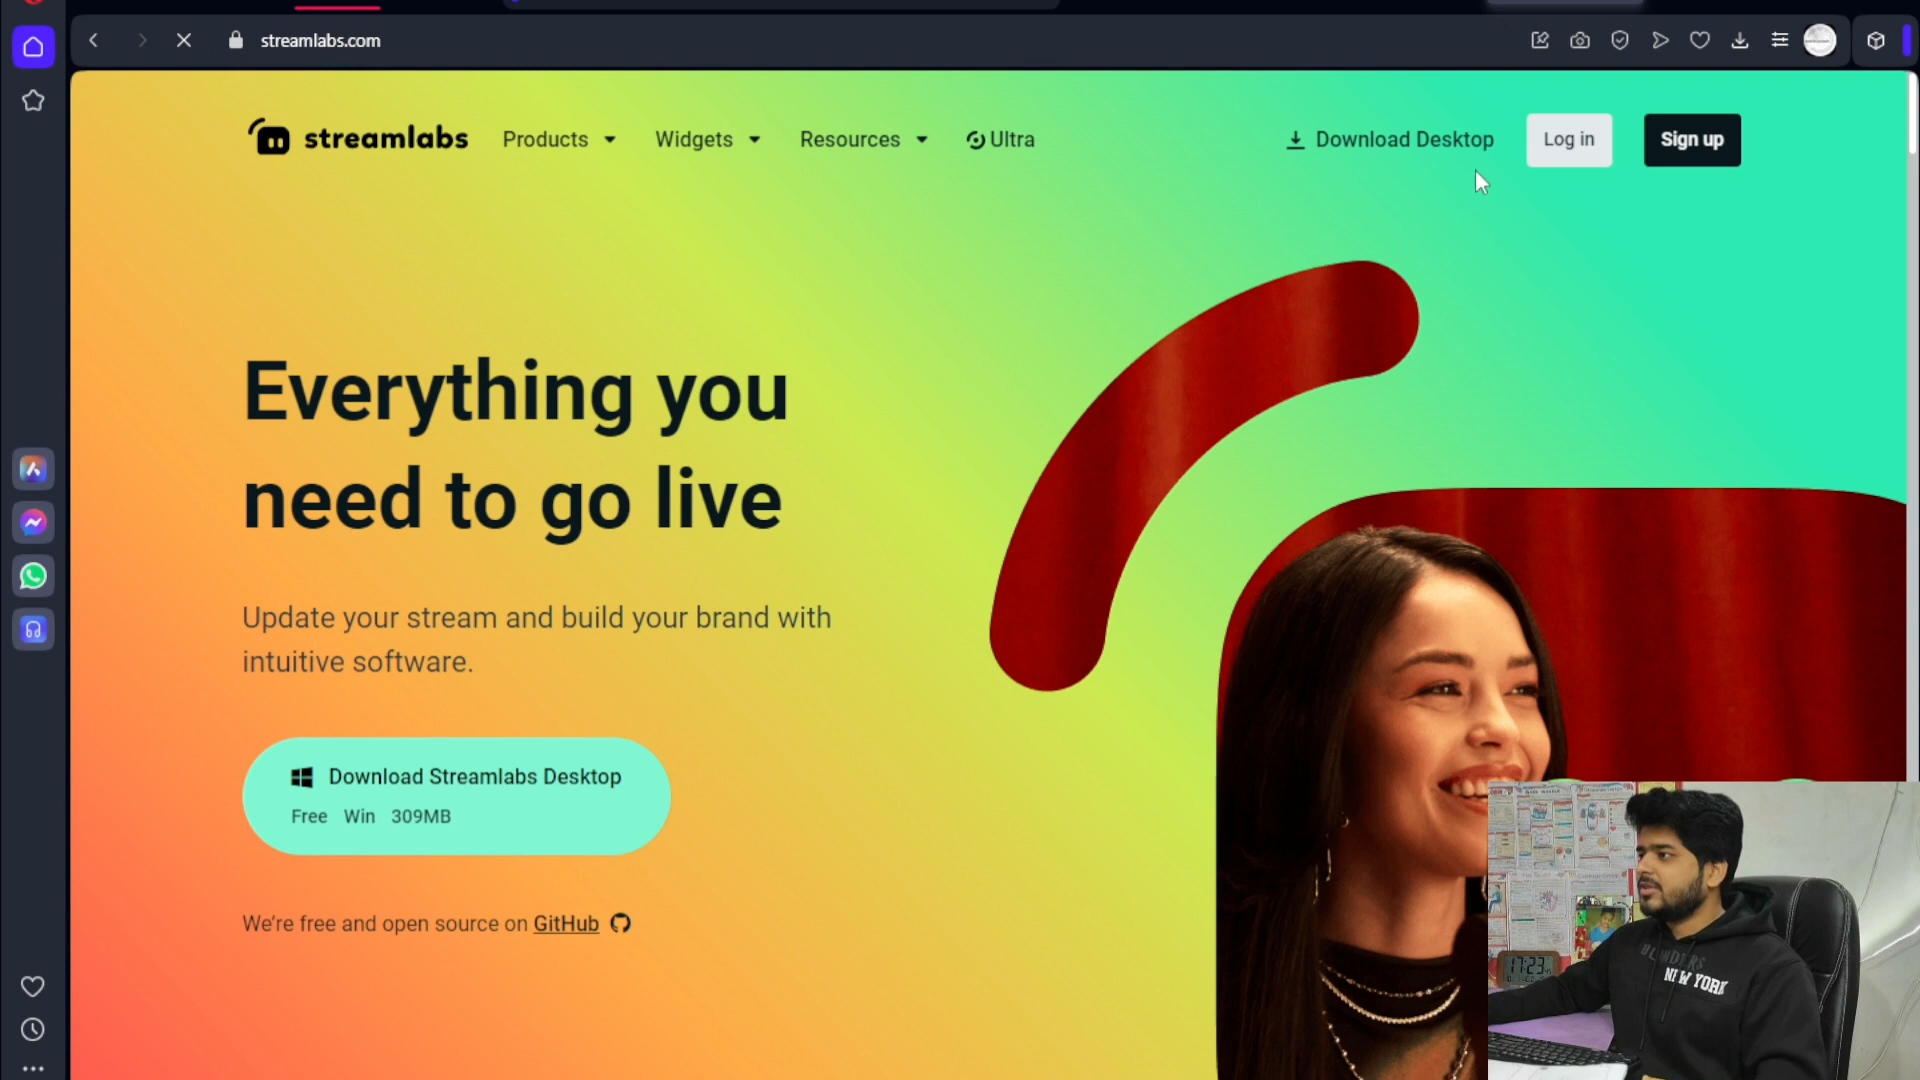 streamlabs.com
streamlabs Products Widgets Resources Ultra Download Desktop Log in Sign up
Everything you
need to go live
Update your stream and build your brand with
intuitive software.
Download Streamlabs Desktop
Free Win 309MB
We're free and open source on GitHub
17:23
NEW YORK